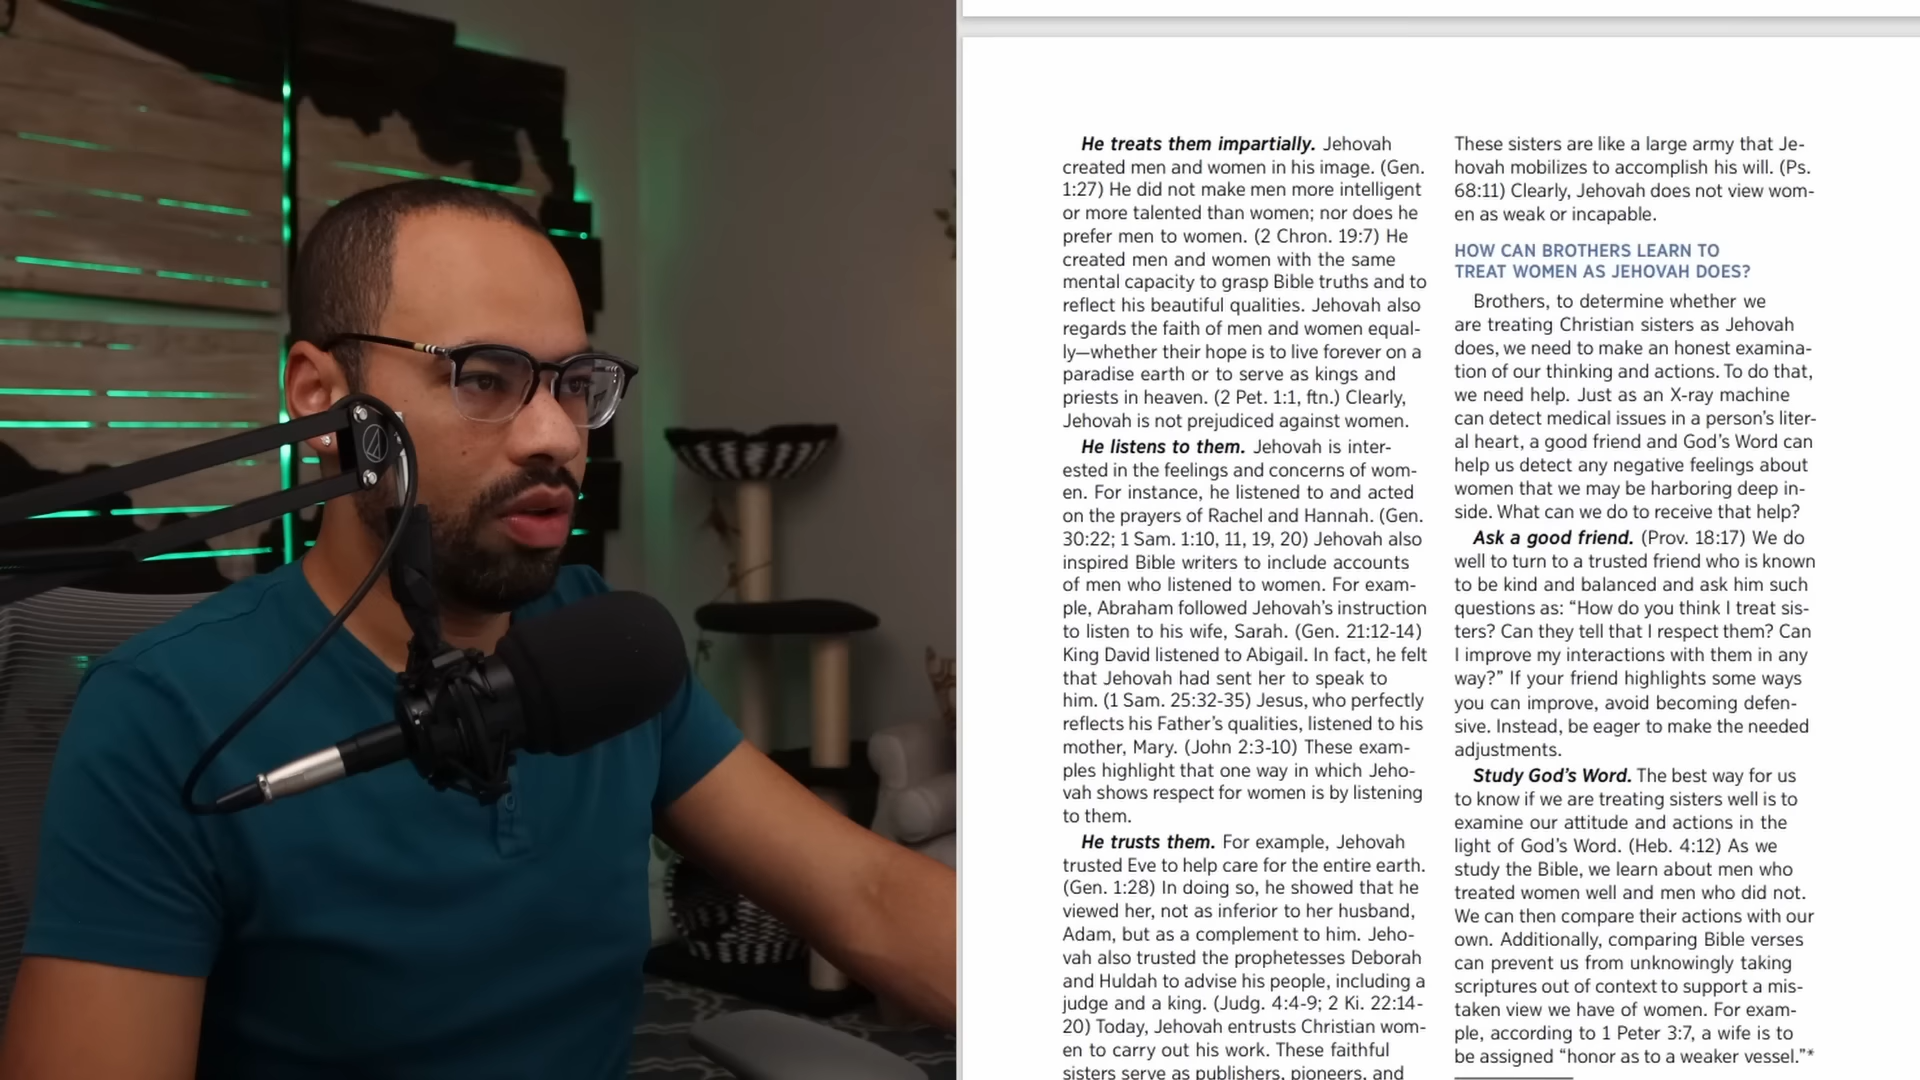 He treats them impartially. Jehovah
created men and women in his image. (Gen.
1:27) He did not make men more intelligent
or more talented than women; nor does he
prefer men to women. (2 Chron. 19:7) He
created men and women with the same
mental capacity to grasp Bible truths and to
reflect his beautiful qualities. Jehovah also
regards the faith of men and women equal-
ly—whether their hope is to live forever on a
paradise earth or to serve as kings and
priests in heaven. (2 Pet. 1:1, ftn.) Clearly,
Jehovah is not prejudiced against women.
He listens to them. Jehovah is inter-
ested in the feelings and concerns of wom-
en. For instance, he listened to and acted
on the prayers of Rachel and Hannah. (Gen.
30:22; 1 Sam. 1:10, 11, 19, 20) Jehovah also
inspired Bible writers to include accounts
of men who listened to women. For exam-
ple, Abraham followed Jehovah's instruction
to listen to his wife, Sarah. (Gen. 21:12-14)
King David listened to Abigail. In fact, he felt
that Jehovah had sent her to speak to
him. (1 Sam. 25:32-35) Jesus, who perfectly
reflects his Father's qualities, listened to his
mother, Mary. (John 2:3-10) These exam-
ples highlight that one way in which Jeho-
vah shows respect for women is by listening
to them.
He trusts them. For example, Jehovah
trusted Eve to help care for the entire earth.
(Gen. 1:28) In doing so, he showed that he
viewed her, not as inferior to her husband,
Adam, but as a complement to him. Jeho-
vah also trusted the prophetesses Deborah
and Huldah to advise his people, including a
judge and a king. (Judg. 4:4-9; 2 Ki. 22:14-
20) Today, Jehovah entrusts Christian wom-
en to carry out his work. These faithful
sisters serve as publishers, pioneers, and
These sisters are like a large army that Je-
hovah mobilizes to accomplish his will. (Ps.
68:11) Clearly, Jehovah does not view wom-
en as weak or incapable.
HOW CAN BROTHERS LEARN TO
TREAT WOMEN AS JEHOVAH DOES?
Brothers, to determine whether we
are treating Christian sisters as Jehovah
does, we need to make an honest examina-
tion of our thinking and actions. To do that,
we need help. Just as an X-ray machine
can detect medical issues in a person's liter-
al heart, a good friend and God's Word can
help us detect any negative feelings about
women that we may be harboring deep in-
side. What can we do to receive that help?
Ask a good friend. (Prov. 18:17) We do
well to turn to a trusted friend who is known
to be kind and balanced and ask him such
questions as: “How do you think I treat sis-
ters? Can they tell that I respect them? Can
I improve my interactions with them in any
way?” If your friend highlights some ways
you can improve, avoid becoming defen-
sive. Instead, be eager to make the needed
adjustments.
Study God's Word. The best way for us
to know if we are treating sisters well is to
examine our attitude and actions in the
light of God's Word. (Heb. 4:12) As we
study the Bible, we learn about men who
treated women well and men who did not.
We can then compare their actions with our
own. Additionally, comparing Bible verses
can prevent us from unknowingly taking
scriptures out of context to support a mis-
taken view we have of women. For exam-
ple, according to 1 Peter 3:7, a wife is to
be assigned “honor as to a weaker vessel.”*